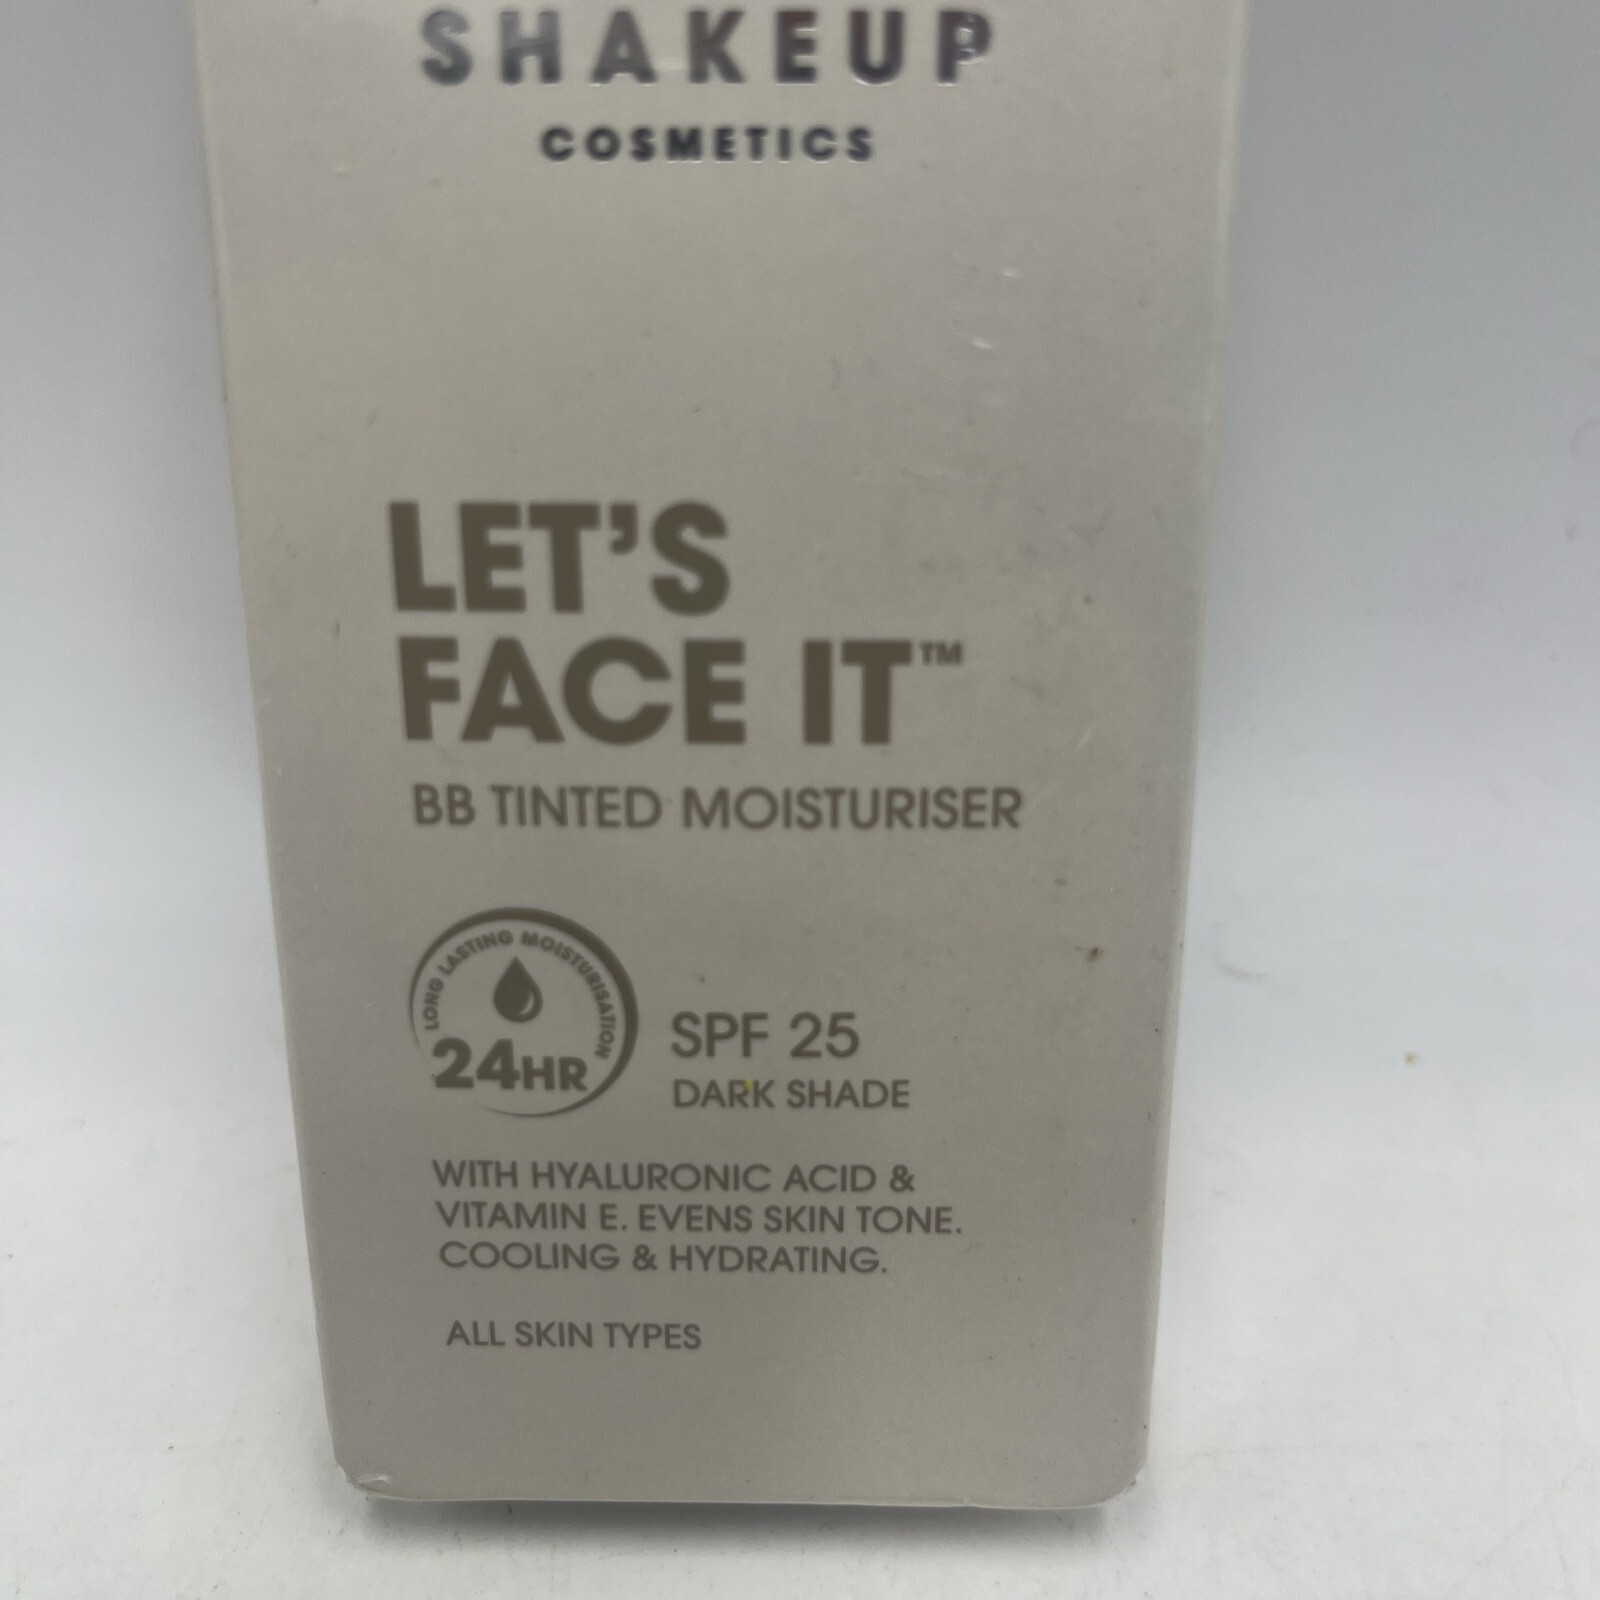 SHAKEUP
COSMETICS
LET'S
FACE IT™
BB TINTED MOISTURISER
LONG LASTING MOISTURISATION
24HR
SPF 25
DARK SHADE
WITH HYALURONIC ACID &
VITAMIN E. EVENS SKIN TONE.
COOLING & HYDRATING.
ALL SKIN TYPES